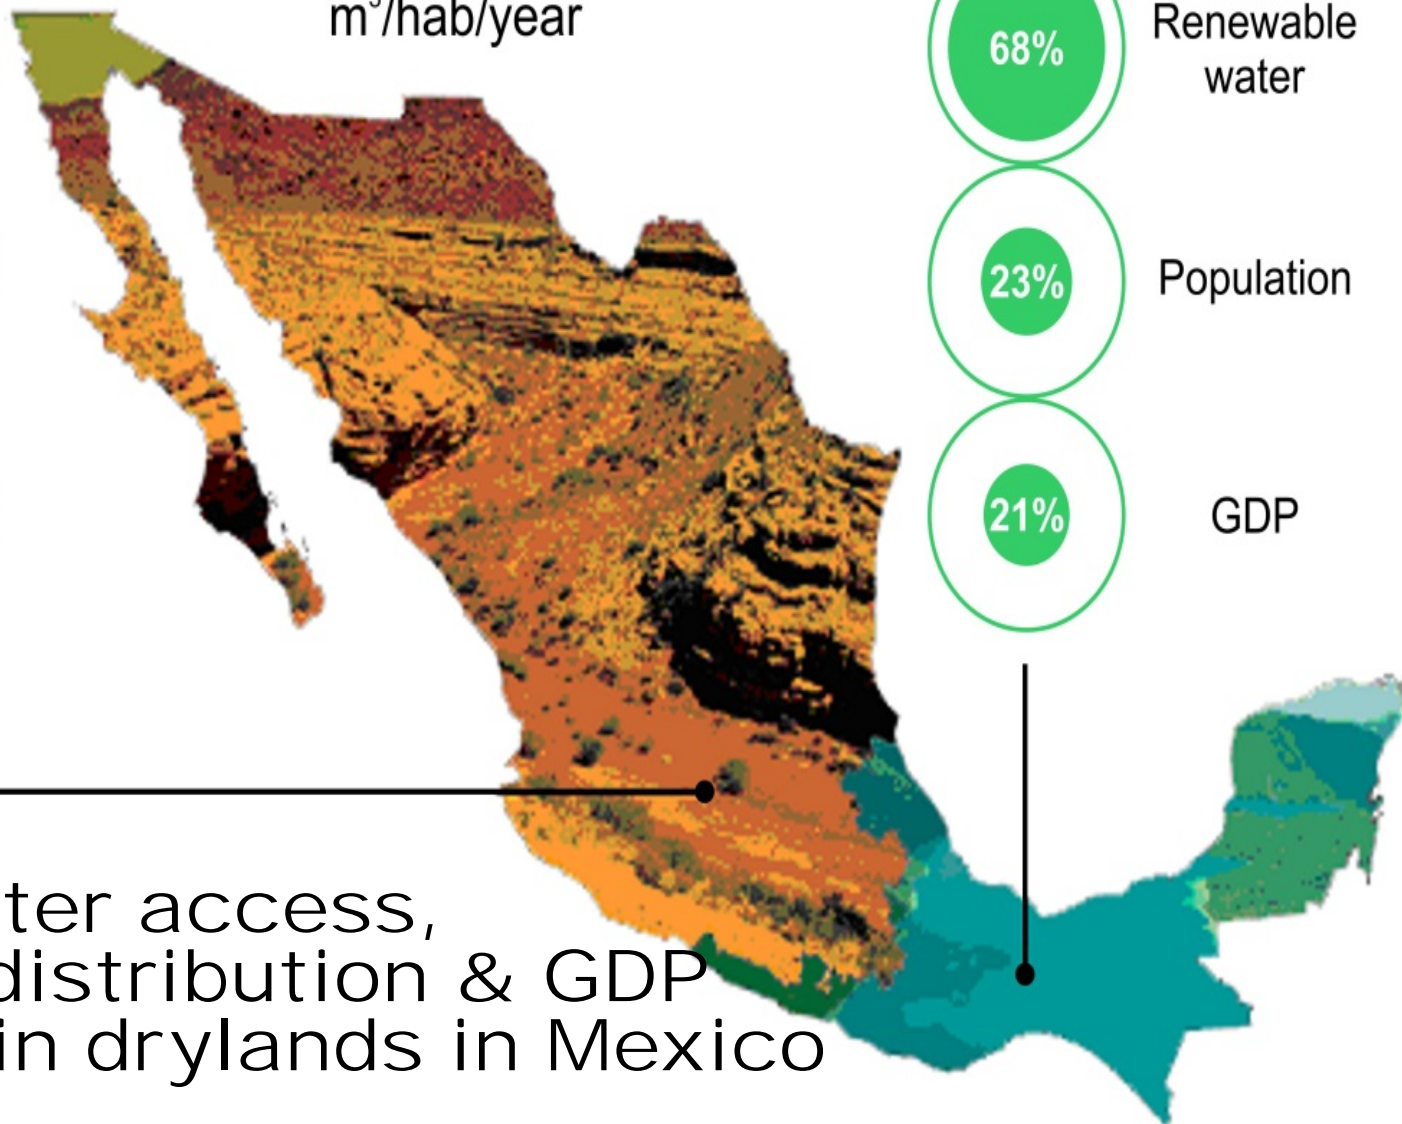 m³/hab/year
68%
Renewable
water
23%
Population
21%
GDP
ter access,
distribution & GDP
in drylands in Mexico